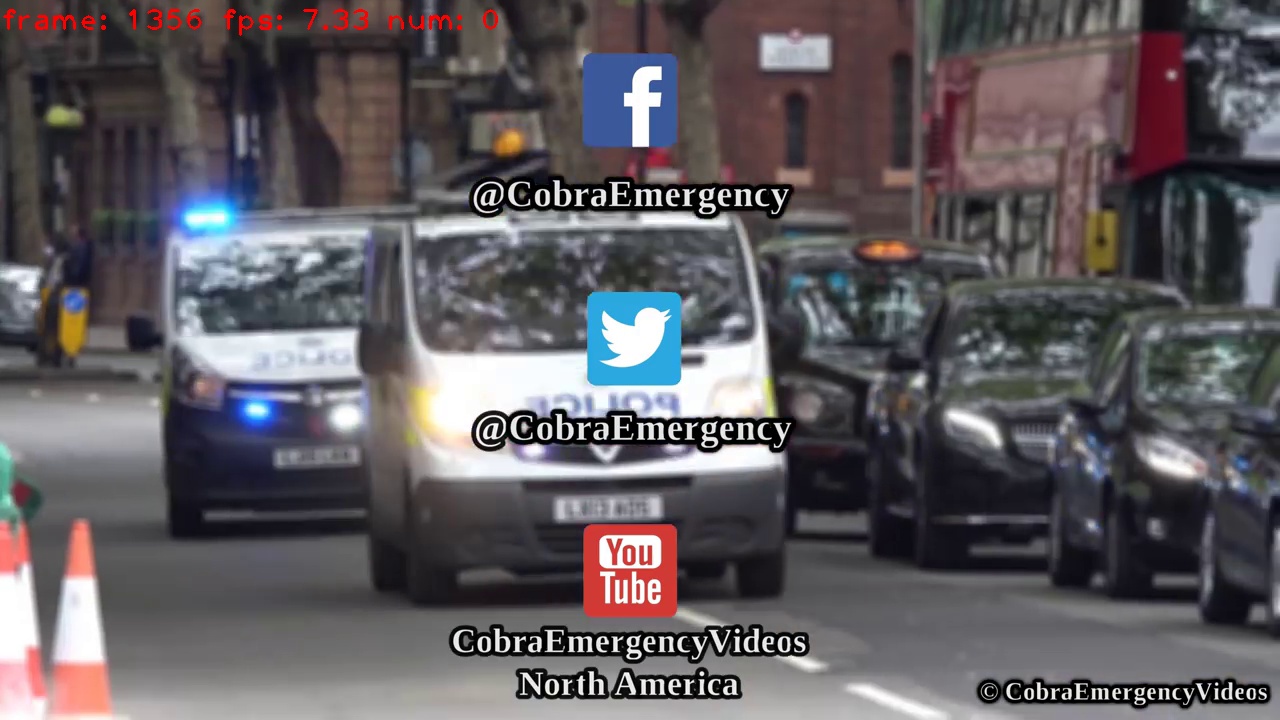 frame: 1356 fps: 7.33 num: 0
f
@CobraEmergency
@CobraEmergency
You
Tube
CobraEmergencyVideos
North America
© CobraEmergencyVideos